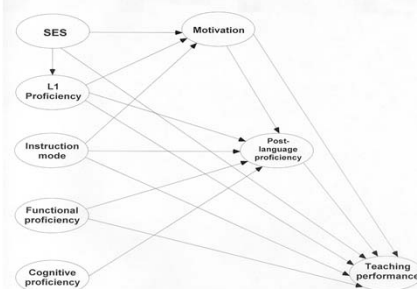 SES
Motivation
L1
Proficiency
Instruction
mode
Post-
language
proficiency
Functional
proficiency
Cognitive
proficiency
Teaching
performance